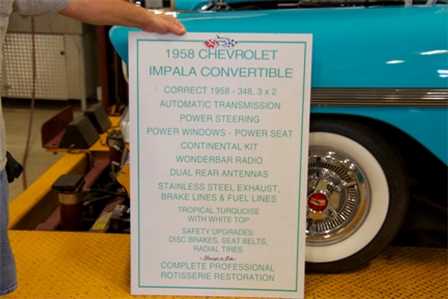 1958 CHEVROLET
IMPALA CONVERTIBLE
CORRECT 1958 - 348, 3 x 2
AUTOMATIC TRANSMISSION
POWER STEERING
POWER WINDOWS - POWER SEAT
CONTINENTAL KIT
WONDERBAR RADIO
DUAL REAR ANTENNAS
STAINLESS STEEL EXHAUST,
BRAKE LINES & FUEL LINES
TROPICAL TURQUOISE
WITH WHITE TOP
SAFETY UPGRADES:
DISC BRAKES, SEAT BELTS,
RADIAL TIRES
COMPLETE PROFESSIONAL
ROTISSERIE RESTORATION